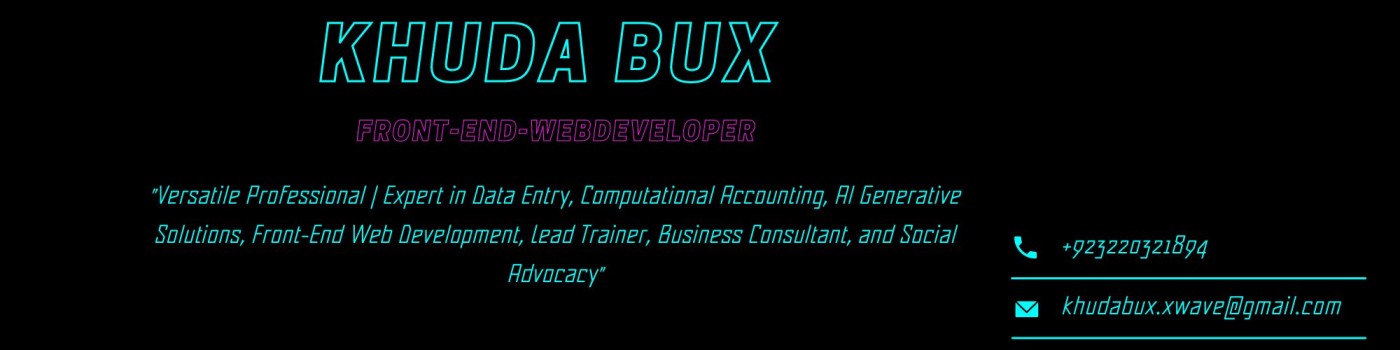 KHUDA BUX
FRONT-END-WEBDEVELOPER
"Versatile Professional | Expert in Data Entry, Computational Accounting, AI Generative
Solutions, Front-End Web Development, Lead Trainer, Business Consultant, and Social
Advocacy"
+923220321894
khudabux.xwave@gmail.com